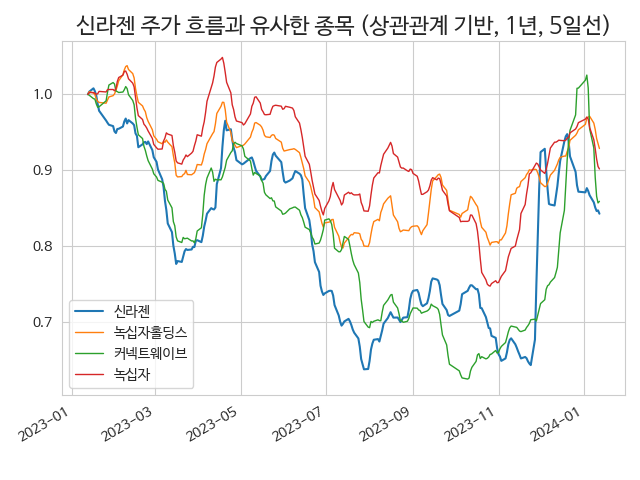 신라젠 주가 흐름과 유사한 종목 (상관관계 기반, 1년, 5일선)
1.0
0.9
0.8
0.7
신라젠
녹십자홀딩스
커넥트웨이브
녹십자
2023-01
2023-03
2023-05
2023-07
2023-09
2023-11
2024-01